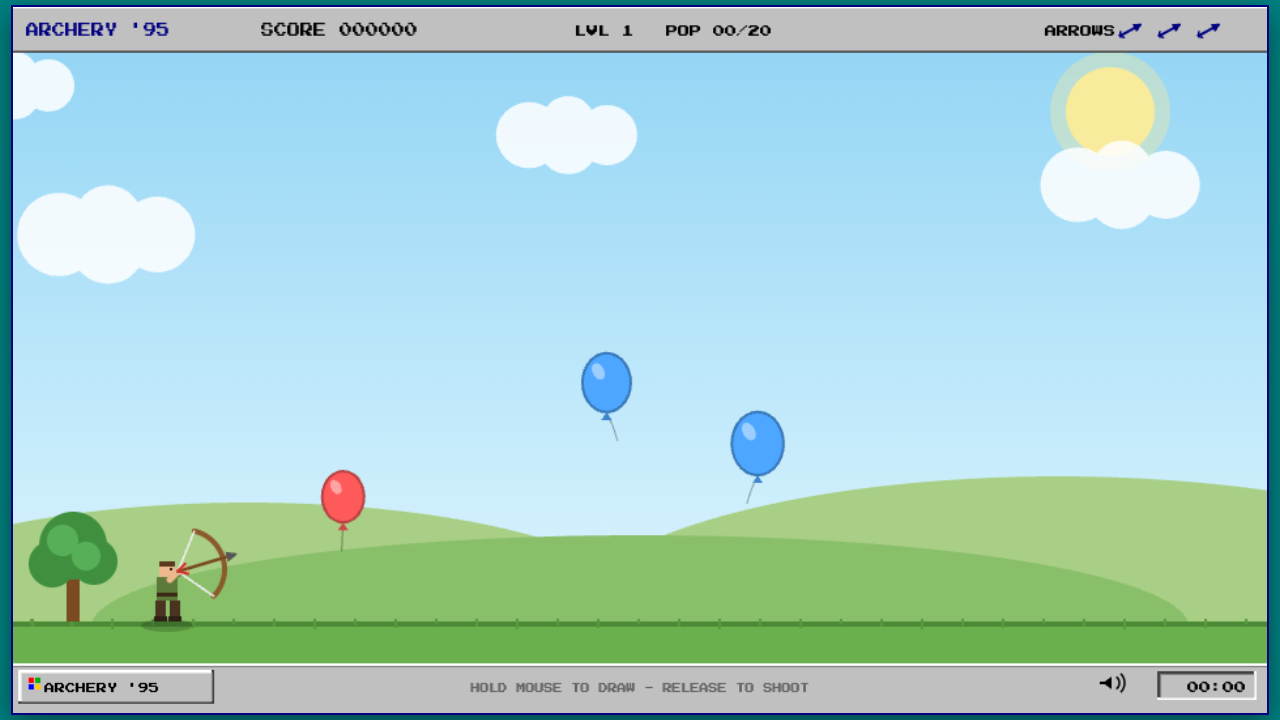 ARCHERY '95 SCORE 000000 LVL 1 POP 00/20 ARROWS
ARCHERY '95 HOLD MOUSE TO DRAW - RELEASE TO SHOOT 00:00